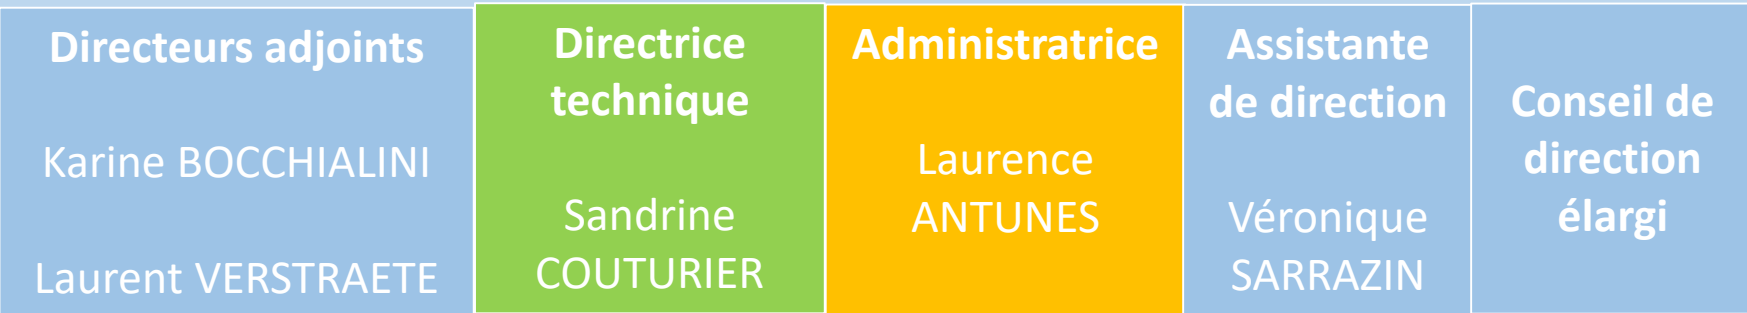 Directeurs adjoints
Karine BOCCHIALINI
Laurent VERSTRAETE
Directrice
technique
Sandrine
COUTURIER
Administratrice
Laurence
ANTUNES
Assistante
de direction
Véronique
SARRAZIN
Conseil de
direction
élargi